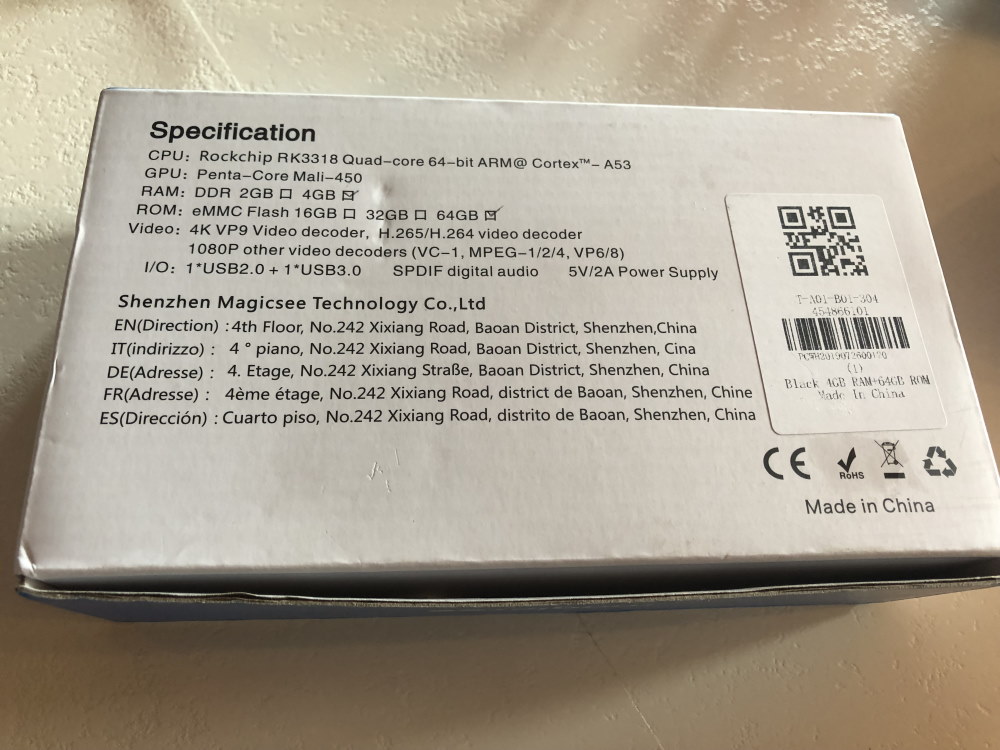 Specification
CPU: Rockchip RK3318 Quad-core 64-bit ARM@ Cortex™- A53
GPU: Penta-Core Mali-450
RAM: DDR 2GB ☐ 4GB ☑
ROM: eMMC Flash 16GB ☐ 32GB ☐ 64GB ☑
Video: 4K VP9 Video decoder, H.265/H.264 video decoder
1080P other video decoders (VC-1, MPEG-1/2/4, VP6/8)
I/O: 1*USB2.0 + 1*USB3.0 SPDIF digital audio 5V/2A Power Supply
Shenzhen Magicsee Technology Co.,Ltd
EN(Direction) : 4th Floor, No.242 Xixiang Road, Baoan District, Shenzhen,China
IT(indirizzo) : 4 ° piano, No.242 Xixiang Road, Baoan District, Shenzhen, Cina
DE(Adresse) : 4. Etage, No.242 Xixiang Straße, Baoan District, Shenzhen, China
FR(Adresse) : 4ème étage, No.242 Xixiang Road, district de Baoan, Shenzhen, Chine
ES(Dirección) : Cuarto piso, No.242 Xixiang Road, distrito de Baoan, Shenzhen, China
T-A01-B01-304
454866.01
PCWH2019072600170
(1)
Black 4GB RAM+64GB ROM
Made In China
CE
RoHS
Made in China